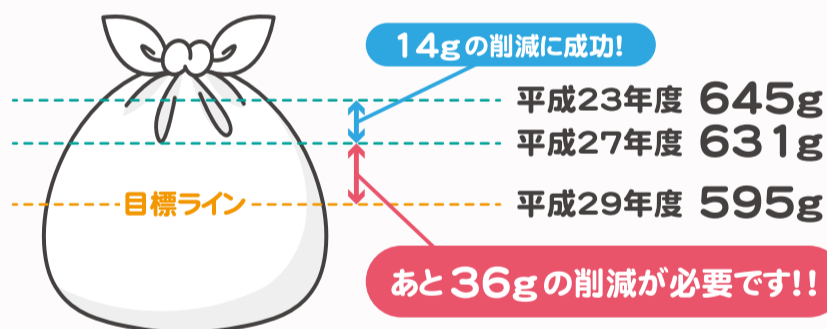 14gの削減に成功!
平成23年度 645g
平成27年度 631g
目標ライン
平成29年度 595g
あと36gの削減が必要です!!